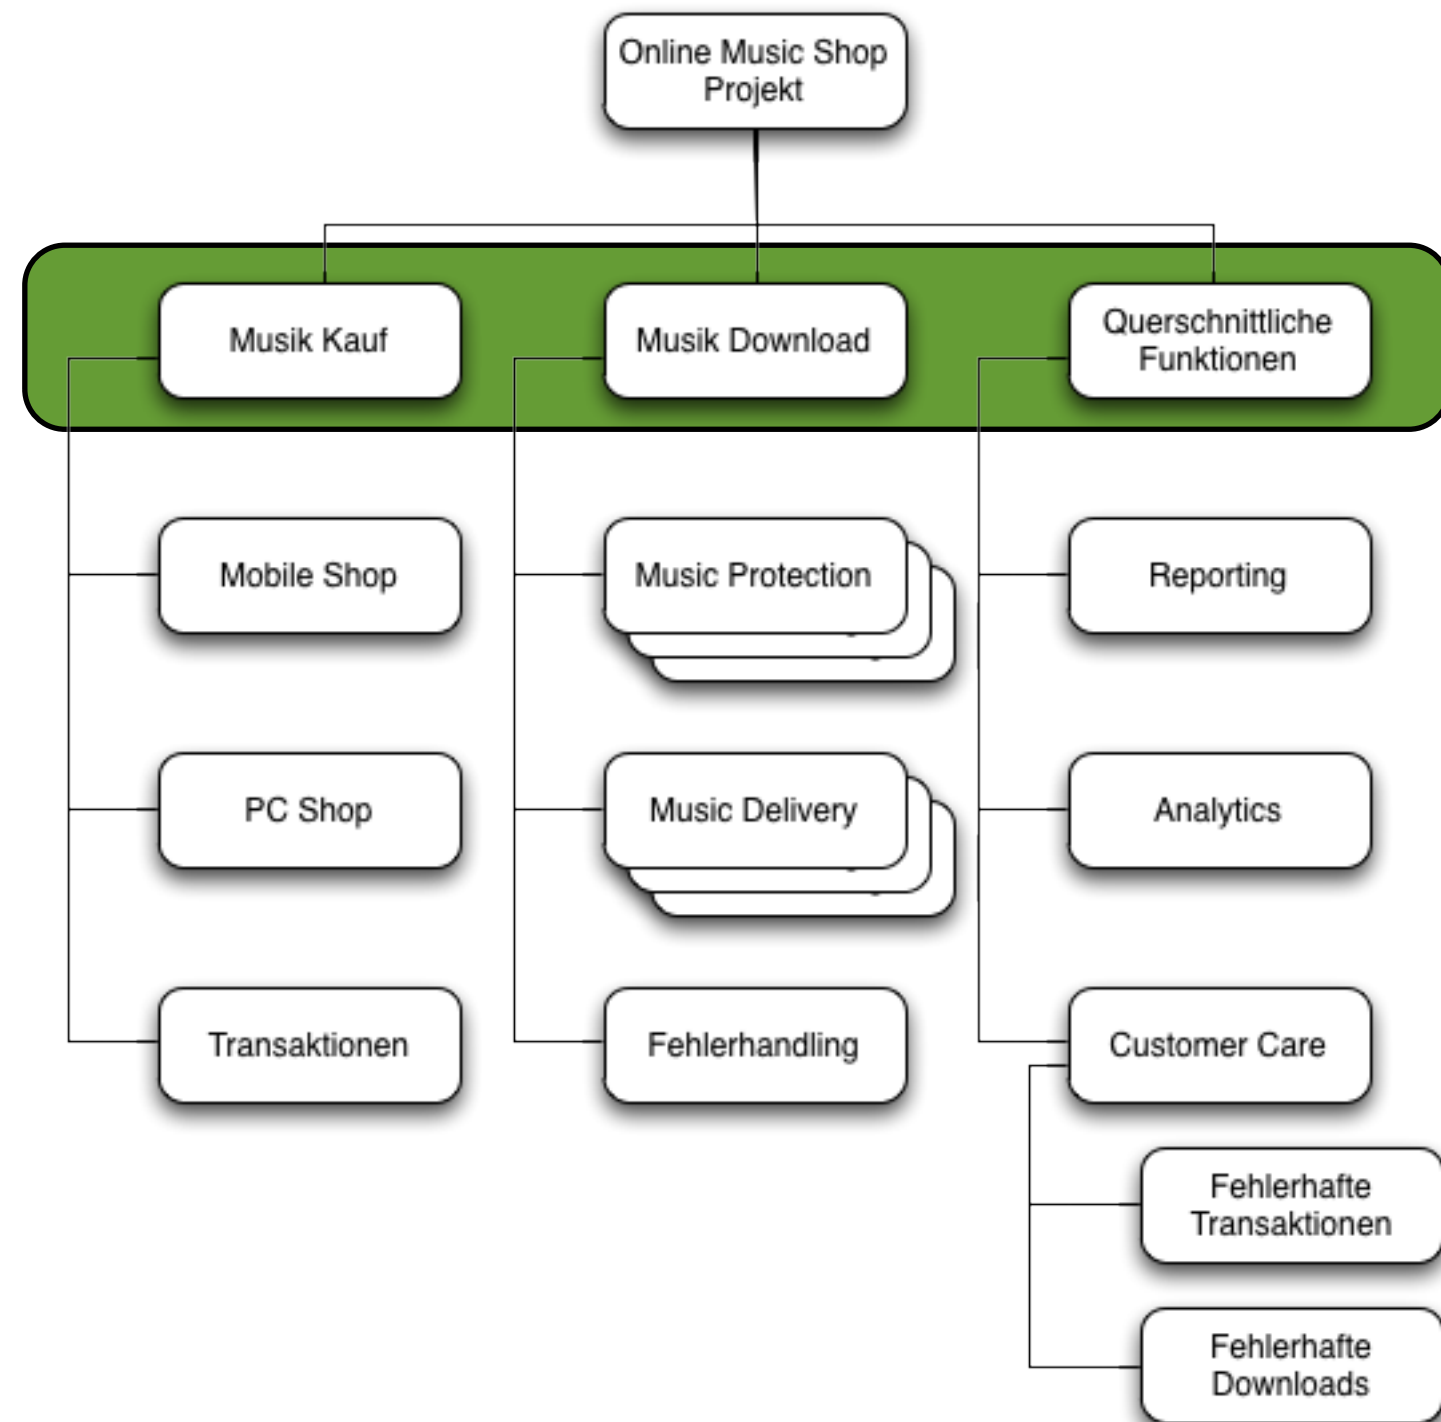 Online Music Shop
Projekt
Musik Kauf
Musik Download
Querschnittliche
Funktionen
Mobile Shop
Music Protection
Reporting
PC Shop
Music Delivery
Analytics
Transaktionen
Fehlerhandling
Customer Care
Fehlerhafte
Transaktionen
Fehlerhafte
Downloads